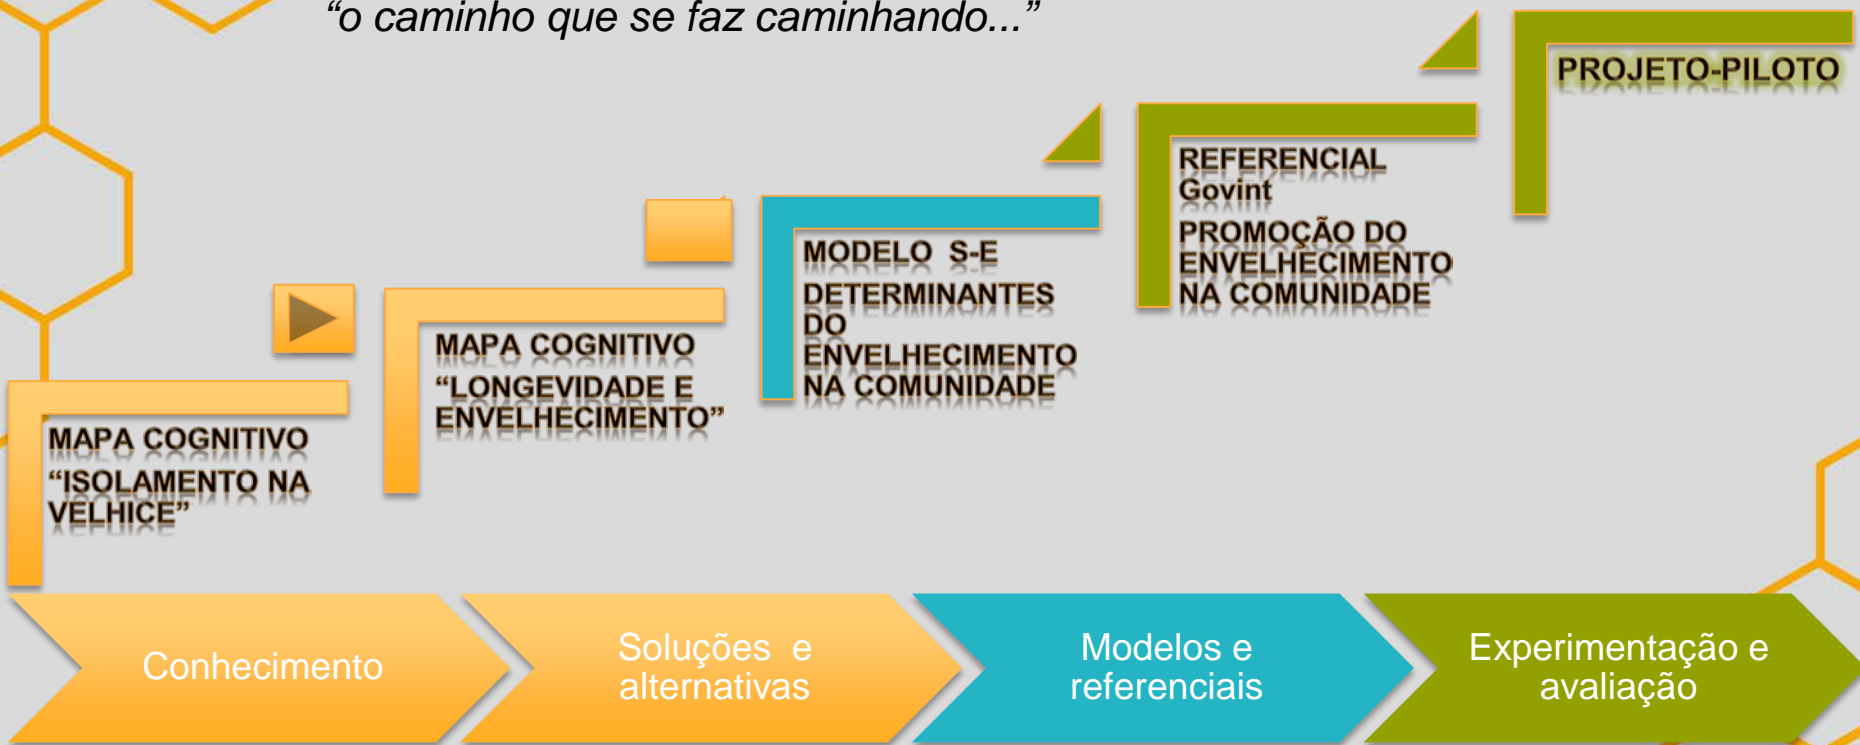 “o caminho que se faz caminhando...”
PROJETO-PILOTO
REFERENCIAL
Govint
PROMOÇÃO DO
ENVELHECIMENTO
NA COMUNIDADE
MODELO S-E
DETERMINANTES
DO
ENVELHECIMENTO
NA COMUNIDADE
MAPA COGNITIVO
“LONGEVIDADE E
ENVELHECIMENTO”
MAPA COGNITIVO
“ISOLAMENTO NA
VELHICE”
Conhecimento
Soluções e
alternativas
Modelos e
referenciais
Experimentação e
avaliação